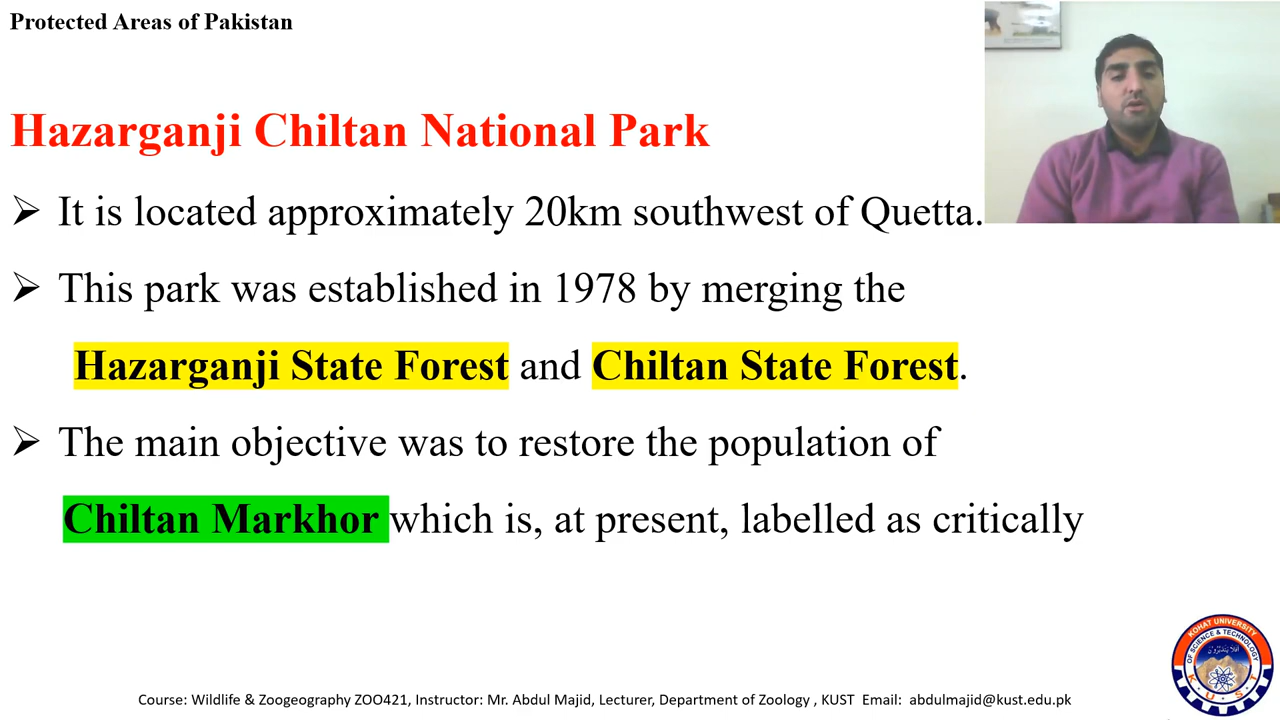 Protected Areas of Pakistan
Hazarganji Chiltan National Park
➢ It is located approximately 20km southwest of Quetta.
➢ This park was established in 1978 by merging the
Hazarganji State Forest and Chiltan State Forest.
➢ The main objective was to restore the population of
Chiltan Markhor which is, at present, labelled as critically
KOHAT UNIVERSITY
OF SCIENCE & TECHNOLOGY
K U S T
Course: Wildlife & Zoogeography ZOO421, Instructor: Mr. Abdul Majid, Lecturer, Department of Zoology , KUST Email: abdulmajid@kust.edu.pk